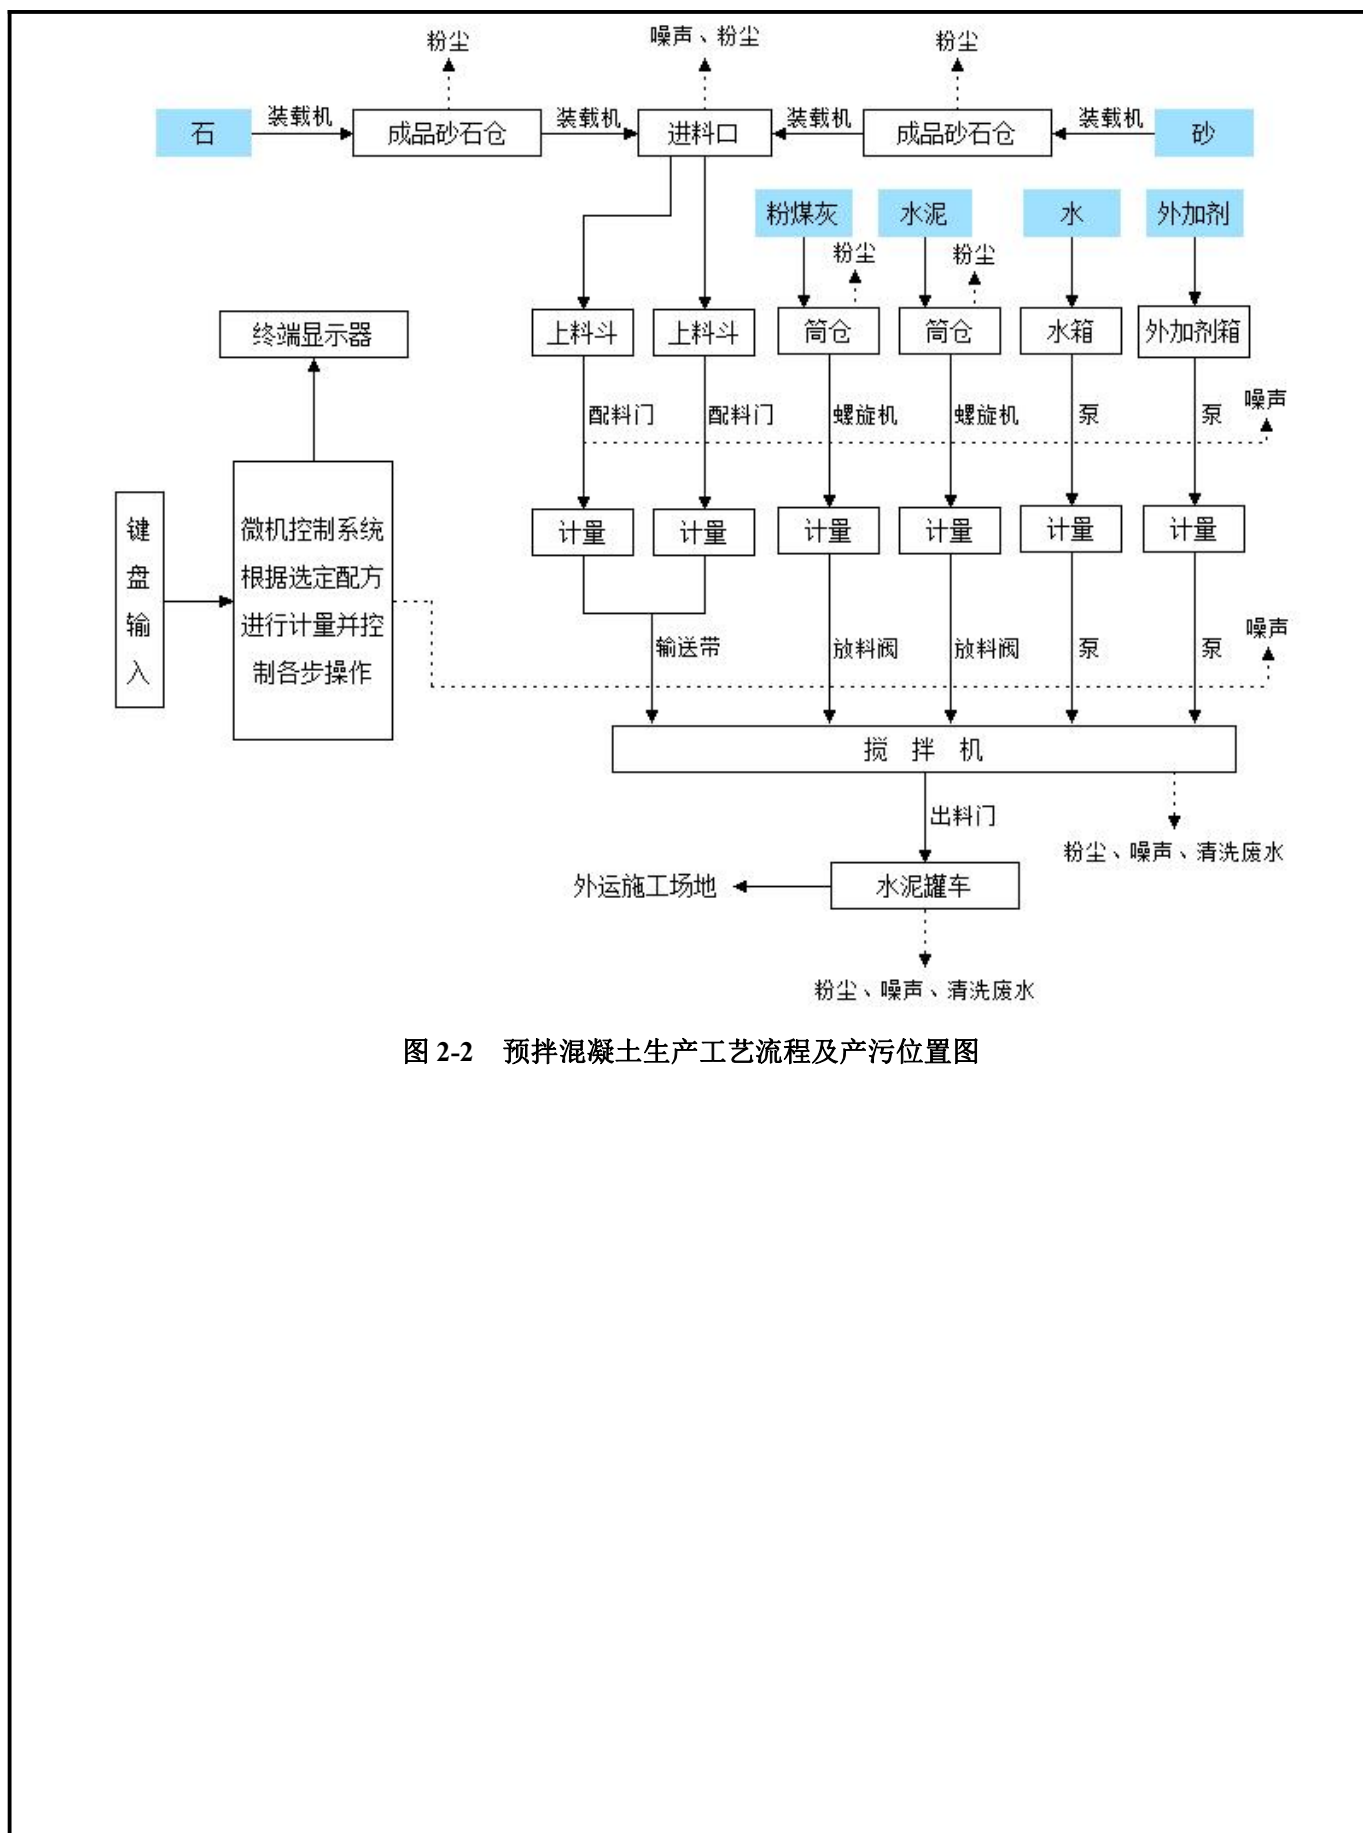 粉尘 噪声、粉尘 粉尘
石 装载机 成品砂石仓 装载机 进料口 装载机 成品砂石仓 装载机 砂
粉煤灰 水泥 水 外加剂
粉尘 粉尘
终端显示器 上料斗 上料斗 筒仓 筒仓 水箱 外加剂箱
噪声
配料门 配料门 螺旋机 螺旋机 泵 泵
键盘输入
微机控制系统
根据选定配方
进行计量并控
制各步操作
计量 计量 计量 计量 计量 计量
噪声
输送带 放料阀 放料阀 泵 泵
搅 拌 机
出料门
粉尘、噪声、清洗废水
外运施工场地 水泥罐车
粉尘、噪声、清洗废水
图 2-2 预拌混凝土生产工艺流程及产污位置图